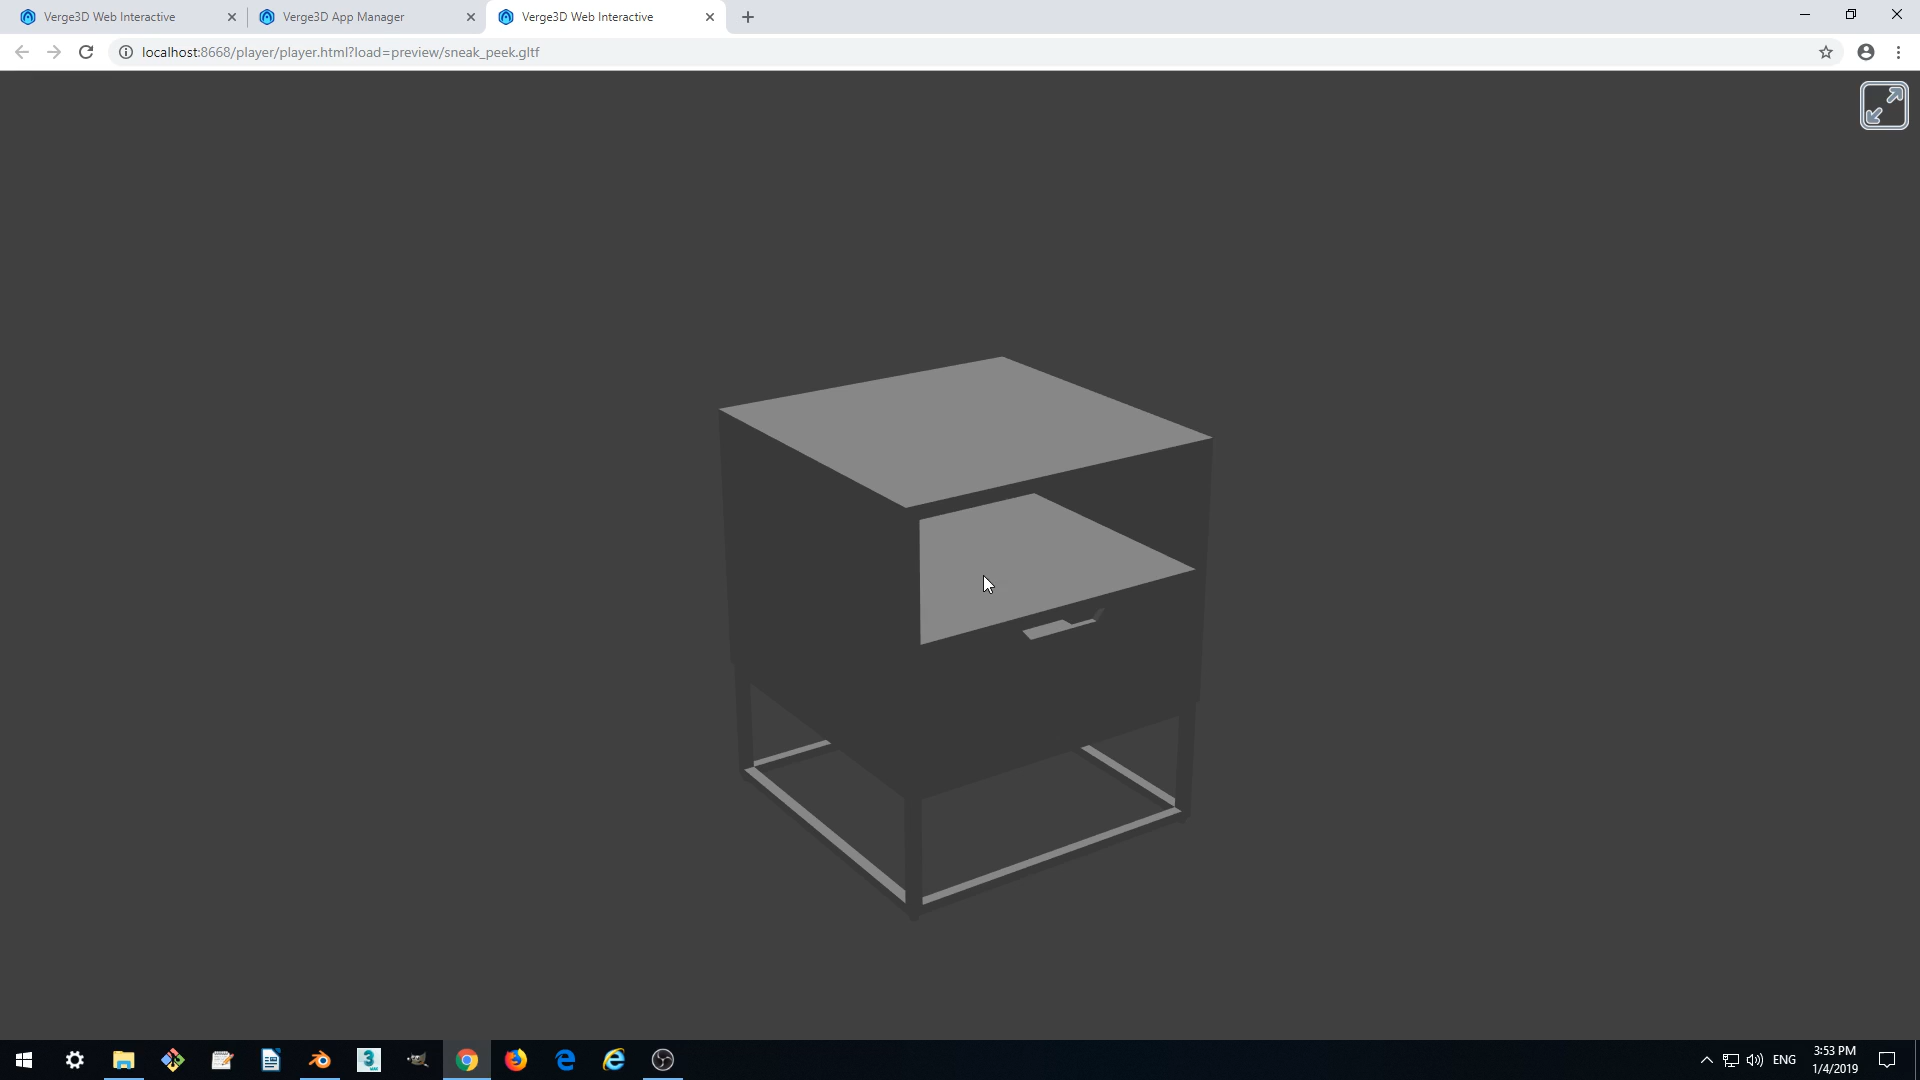 Verge3D Web Interactive
Verge3D App Manager
Verge3D Web Interactive
localhost:8668/player/player.html?load=preview/sneak_peek.gltf
3
ENG
3:53 PM
1/4/2019